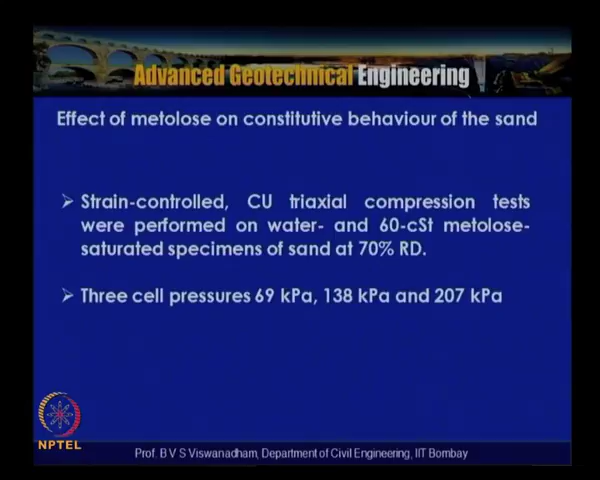 Advanced Geotechnical Engineering
Effect of metolose on constitutive behaviour of the sand
➢ Strain-controlled, CU triaxial compression tests
were performed on water- and 60-cSt metolose-
saturated specimens of sand at 70% RD.
➢ Three cell pressures 69 kPa, 138 kPa and 207 kPa
NPTEL
Prof. B V S Viswanadham, Department of Civil Engineering, IIT Bombay